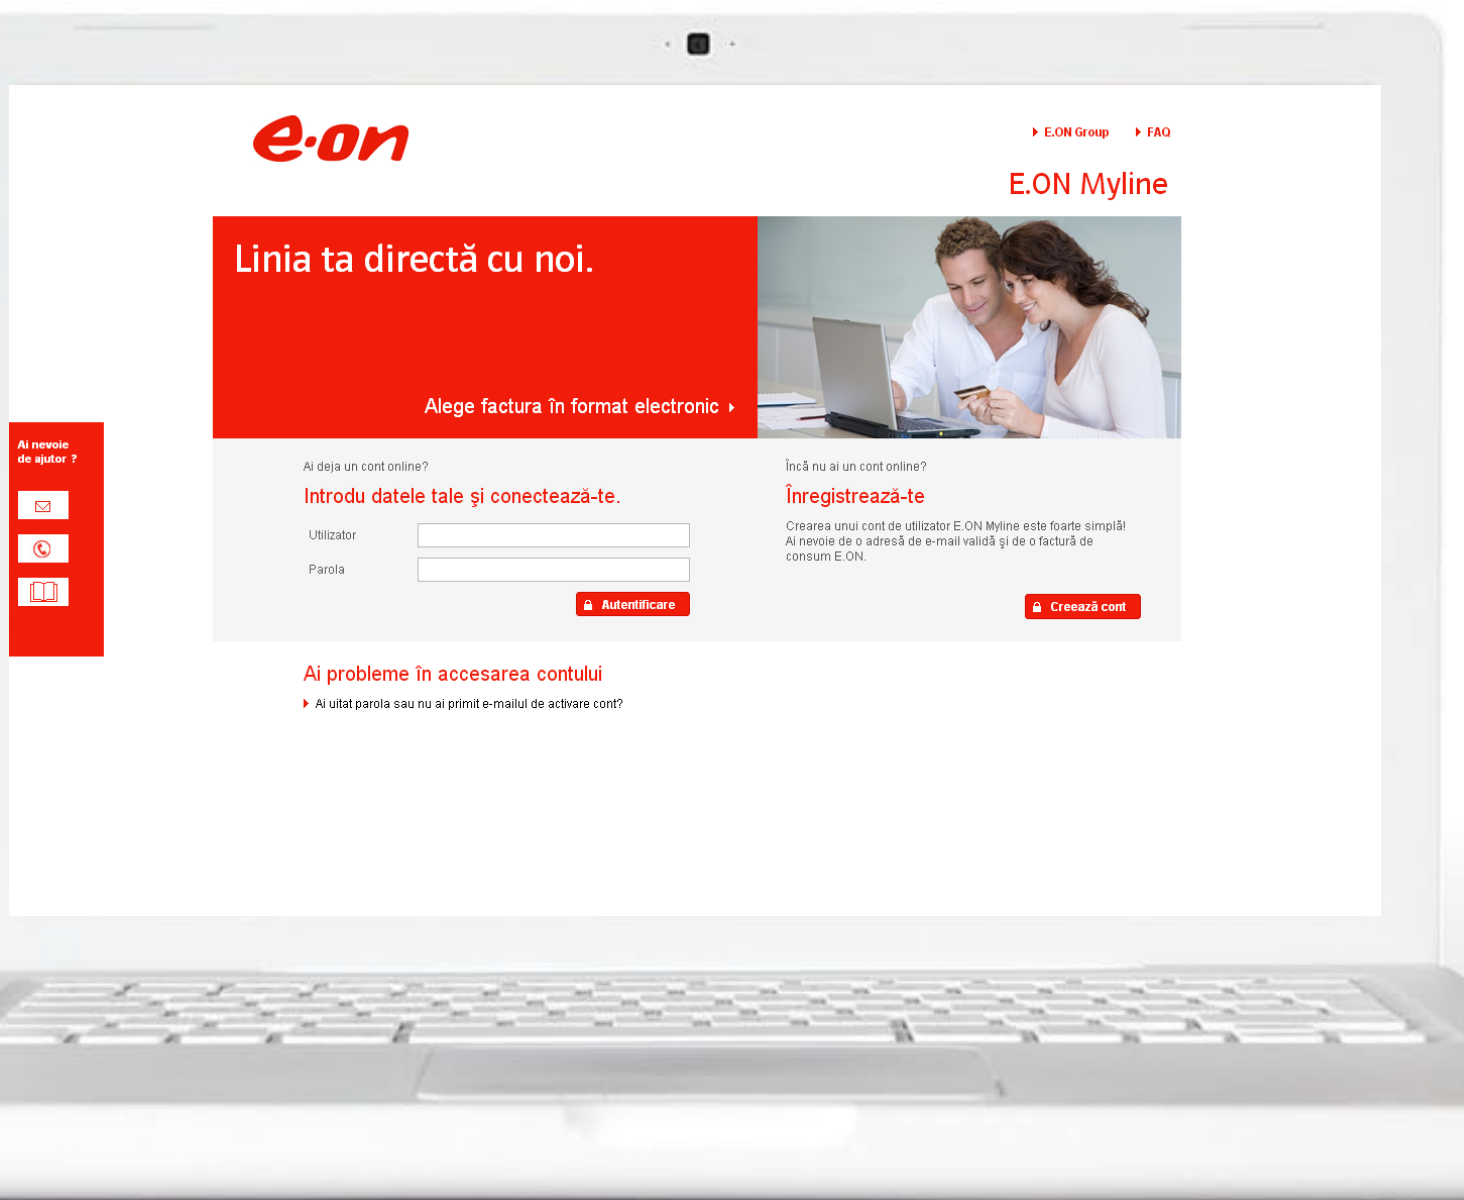 e·on
E.ON Group
FAQ
E.ON Myline
Linia ta directă cu noi.
Alege factura în format electronic
Ai nevoie
de ajutor ?
Ai deja un cont online?
Introdu datele tale şi conectează-te.
Utilizator
Parola
Autentificare
Încă nu ai un cont online?
Înregistrează-te
Crearea unui cont de utilizator E.ON Myline este foarte simplă!
Ai nevoie de o adresă de e-mail validă şi de o factură de
consum E.ON.
Creează cont
Ai probleme în accesarea contului
Ai uitat parola sau nu ai primit e-mailul de activare cont?